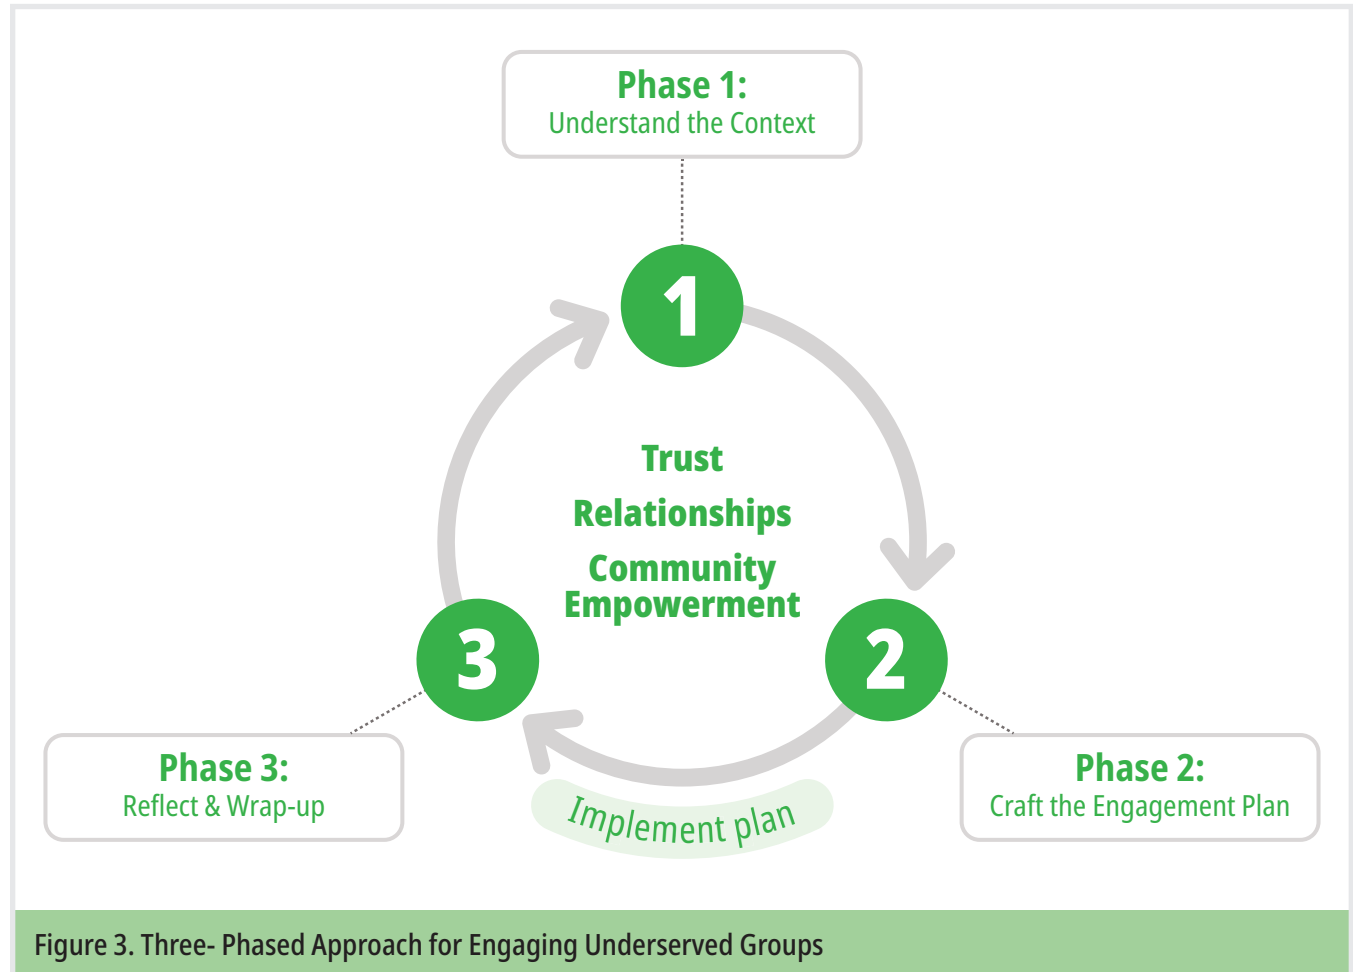 Phase 1:
Understand the Context
1
Trust
Relationships
Community
Empowerment
3
2
Phase 3:
Reflect & Wrap-up
Implement plan
Phase 2:
Craft the Engagement Plan
Figure 3. Three- Phased Approach for Engaging Underserved Groups